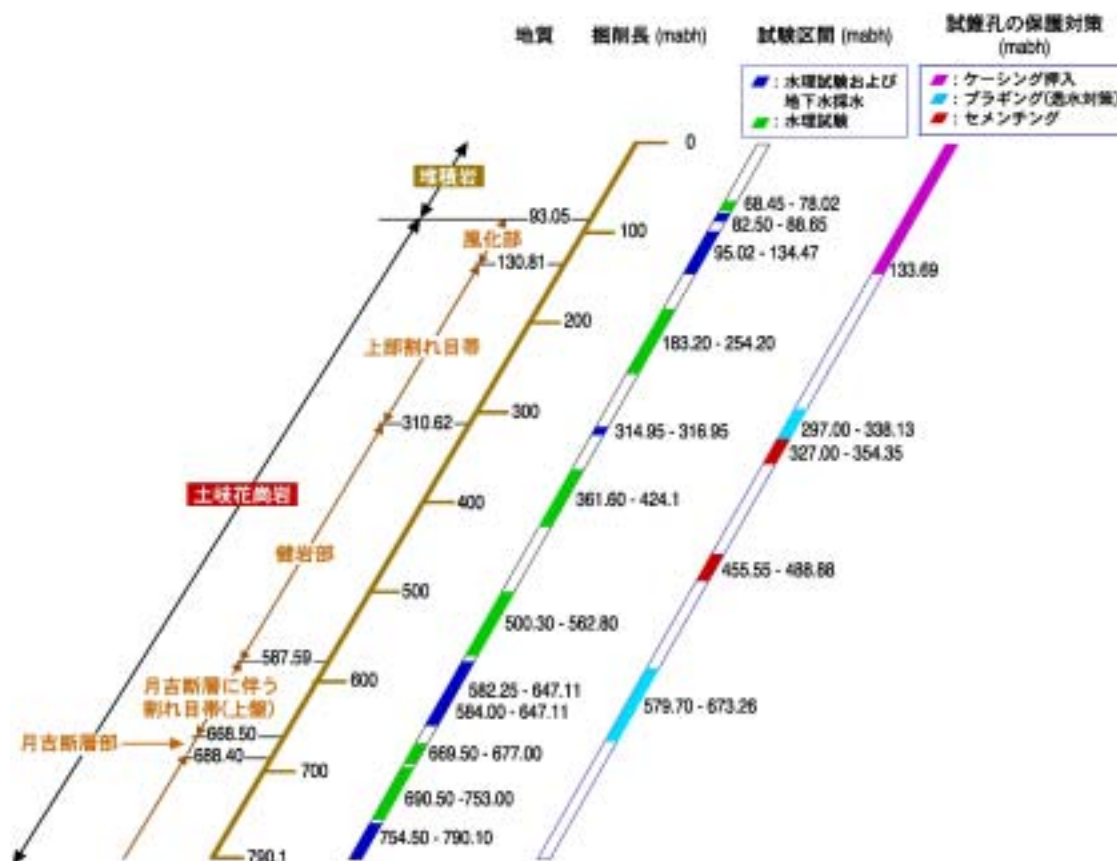 地質
掘削長 (mabh)
試験区間 (mabh)
試錐孔の保護対策
(mabh)
: 水理試験および
地下水採水
: 水理試験
: ケーシング挿入
: プラギング(逸水対策)
: セメンチング
堆積岩
土岐花崗岩
風化部
上部割れ目帯
健岩部
月吉断層に伴う
割れ目帯(上盤)
月吉断層部
93.05
130.81
310.62
587.59
668.50
688.40
0
100
200
300
400
500
600
700
790.1
68.45 - 78.02
82.50 - 88.65
95.02 - 134.47
183.20 - 254.20
314.95 - 316.95
361.60 - 424.1
500.30 - 562.80
582.25 - 647.11
584.00 - 647.11
669.50 - 677.00
690.50 -753.00
754.50 - 790.10
133.69
297.00 - 338.13
327.00 - 354.35
455.55 - 488.88
579.70 - 673.26